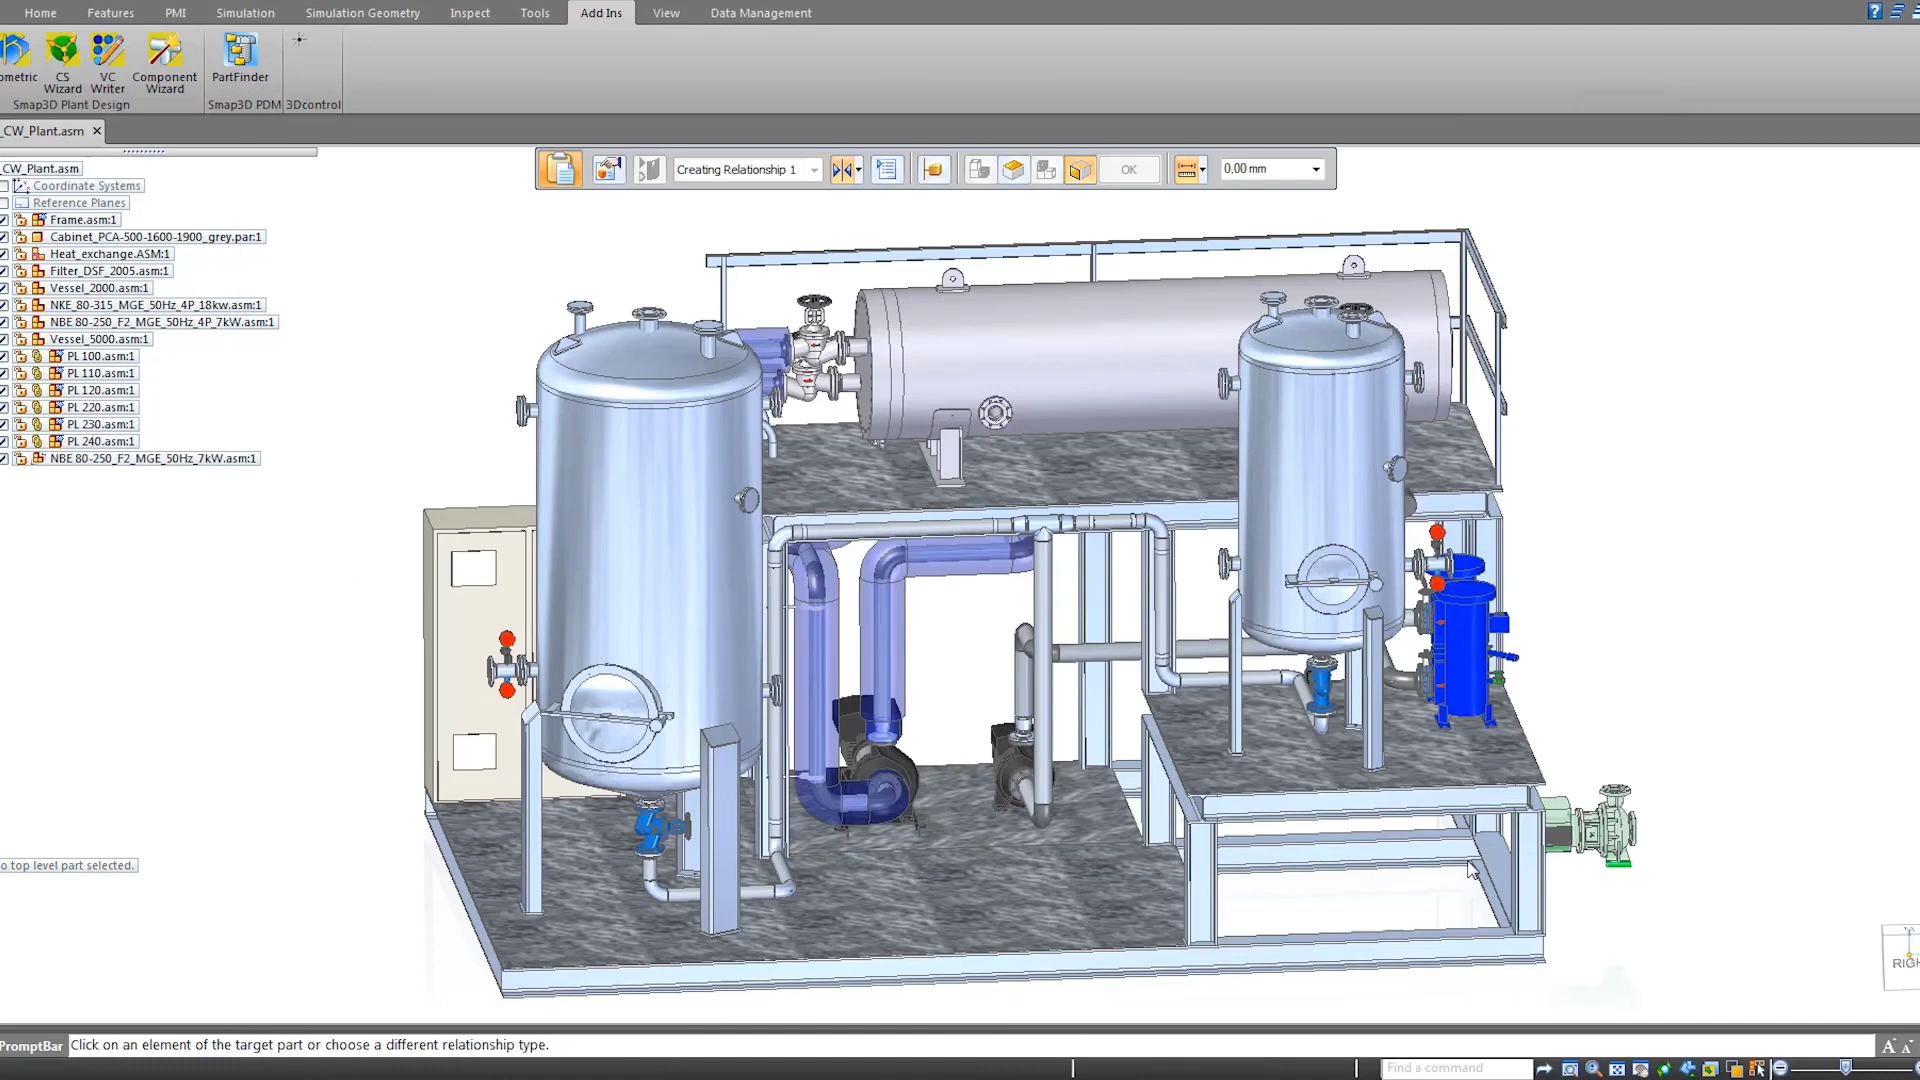 Home Features PMI Simulation Simulation Geometry Inspect Tools Add Ins View Data Management
ometric CS Wizard VC Writer Component Wizard PartFinder
Smap3D Plant Design Smap3D PDM 3Dcontrol
_CW_Plant.asm
_CW_Plant.asm
Coordinate Systems
Reference Planes
Frame.asm:1
Cabinet_PCA-500-1600-1900_grey.par:1
Heat_exchange.ASM:1
Filter_DSF_2005.asm:1
Vessel_2000.asm:1
NKE_80-315_MGE_50Hz_4P_18kw.asm:1
NBE 80-250_F2_MGE_50Hz_4P_7kW.asm:1
Vessel_5000.asm:1
PL 100.asm:1
PL 110.asm:1
PL 120.asm:1
PL 220.asm:1
PL 230.asm:1
PL 240.asm:1
NBE 80-250_F2_MGE_50Hz_7kW.asm:1
Creating Relationship 1 OK 0,00 mm
o top level part selected.
RIGH
PromptBar Click on an element of the target part or choose a different relationship type. A A
Find a command